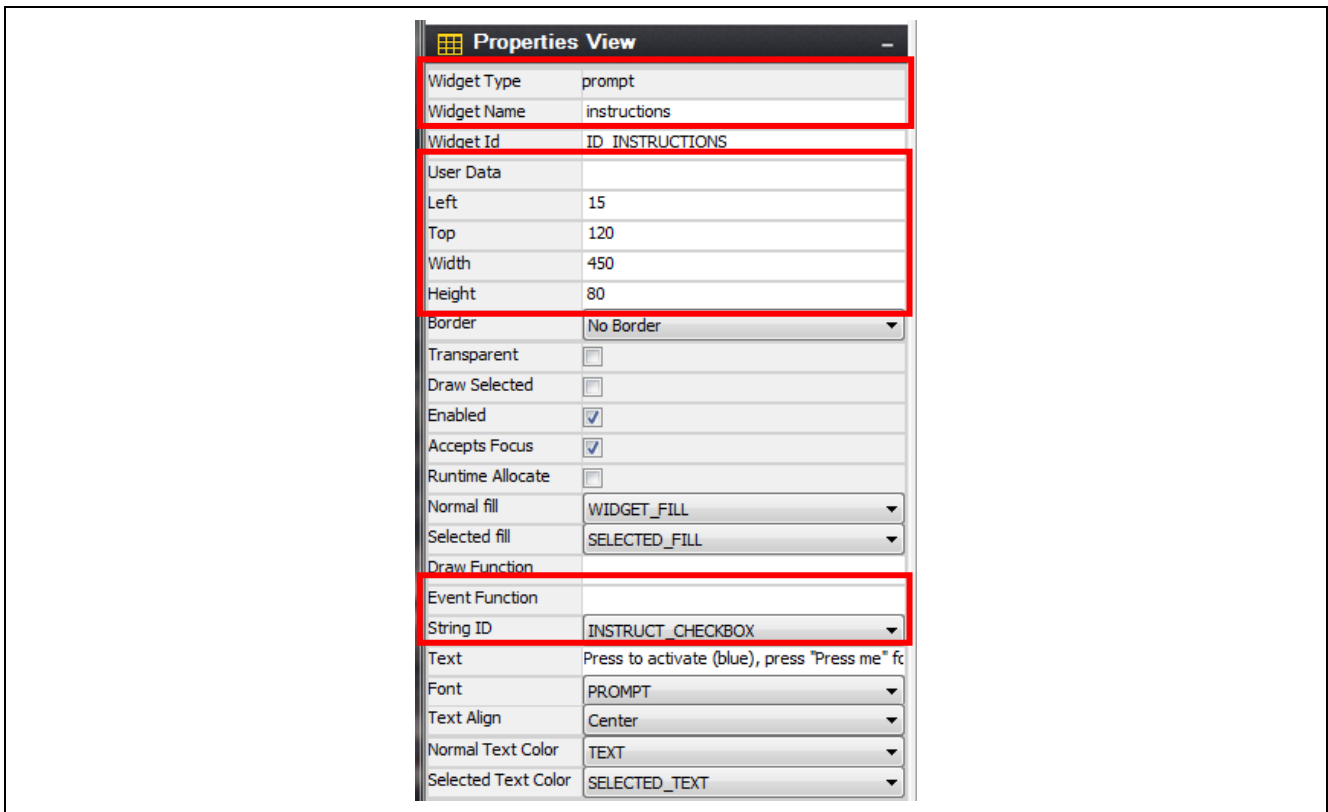 Properties View
Widget Type prompt
Widget Name instructions
Widget Id ID_INSTRUCTIONS
User Data
Left 15
Top 120
Width 450
Height 80
Border No Border
Transparent
Draw Selected
Enabled
Accepts Focus
Runtime Allocate
Normal fill WIDGET_FILL
Selected fill SELECTED_FILL
Draw Function
Event Function
String ID INSTRUCT_CHECKBOX
Text Press to activate (blue), press "Press me" fo
Font PROMPT
Text Align Center
Normal Text Color TEXT
Selected Text Color SELECTED_TEXT